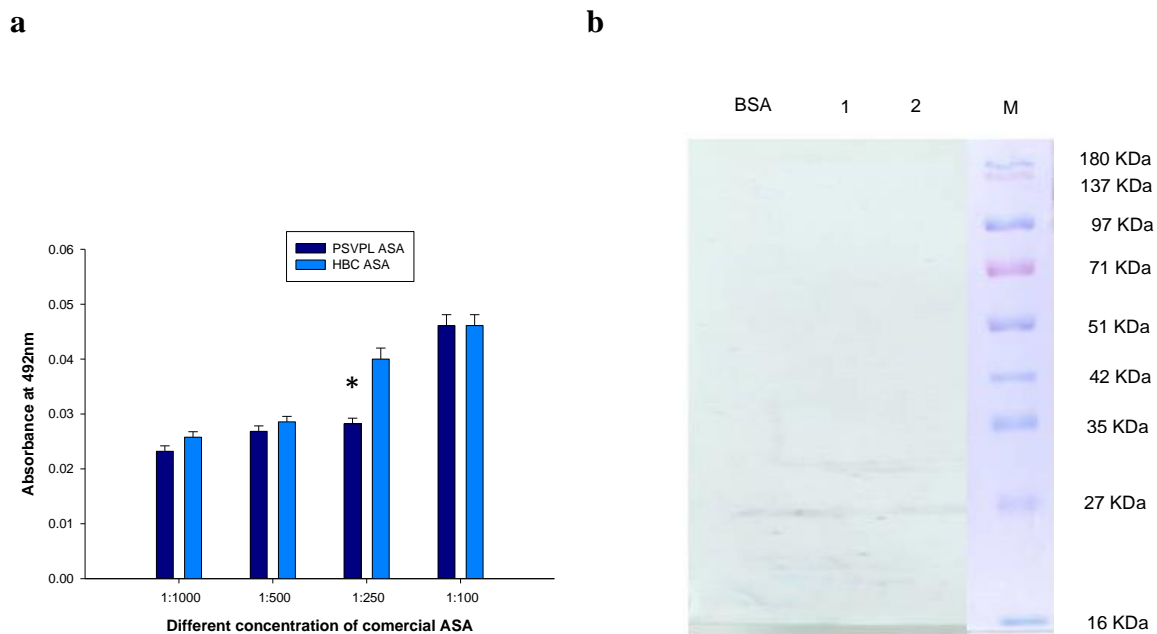 a
b
BSA 1 2 M
180 KDa
137 KDa
97 KDa
71 KDa
51 KDa
42 KDa
35 KDa
27 KDa
16 KDa
PSVPL ASA
HBC ASA
Absorbance at 492nm
0.06
0.05
0.04
0.03
0.02
0.01
0.00
*
1:1000 1:500 1:250 1:100
Different concentration of comercial ASA